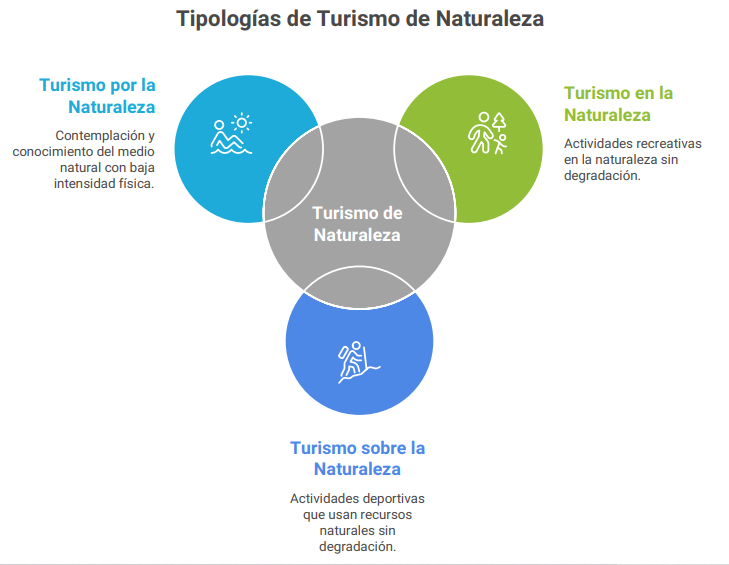 Tipologías de Turismo de Naturaleza
Turismo por la
Naturaleza
Contemplación y
conocimiento del medio
natural con baja
intensidad física.
Turismo en la
Naturaleza
Actividades recreativas
en la naturaleza sin
degradación.
Turismo de
Naturaleza
Turismo sobre la
Naturaleza
Actividades deportivas
que usan recursos
naturales sin
degradación.